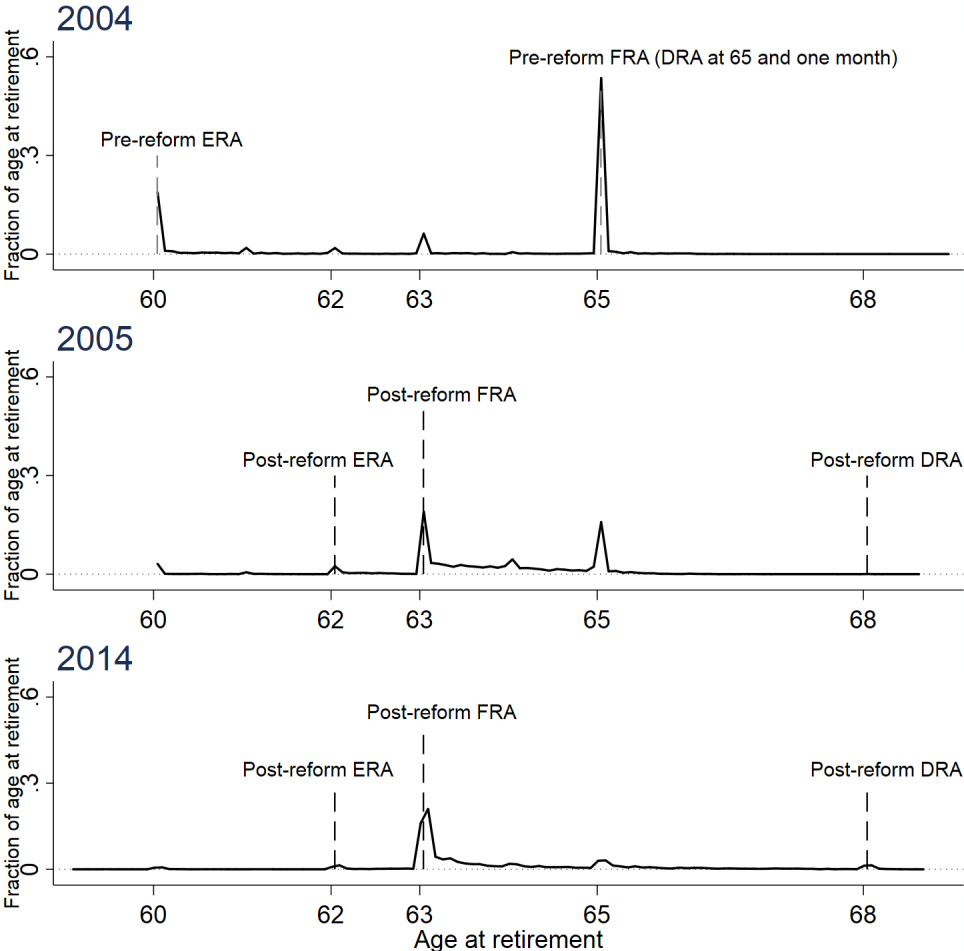 2004
Fraction of age at retirement
.6
.3
0
Pre-reform ERA
Pre-reform FRA (DRA at 65 and one month)
60 62 63 65 68
2005
Fraction of age at retirement
.6
.3
0
Post-reform FRA
Post-reform ERA
Post-reform DRA
60 62 63 65 68
2014
Fraction of age at retirement
.6
.3
0
Post-reform FRA
Post-reform ERA
Post-reform DRA
60 62 63 65 68
Age at retirement